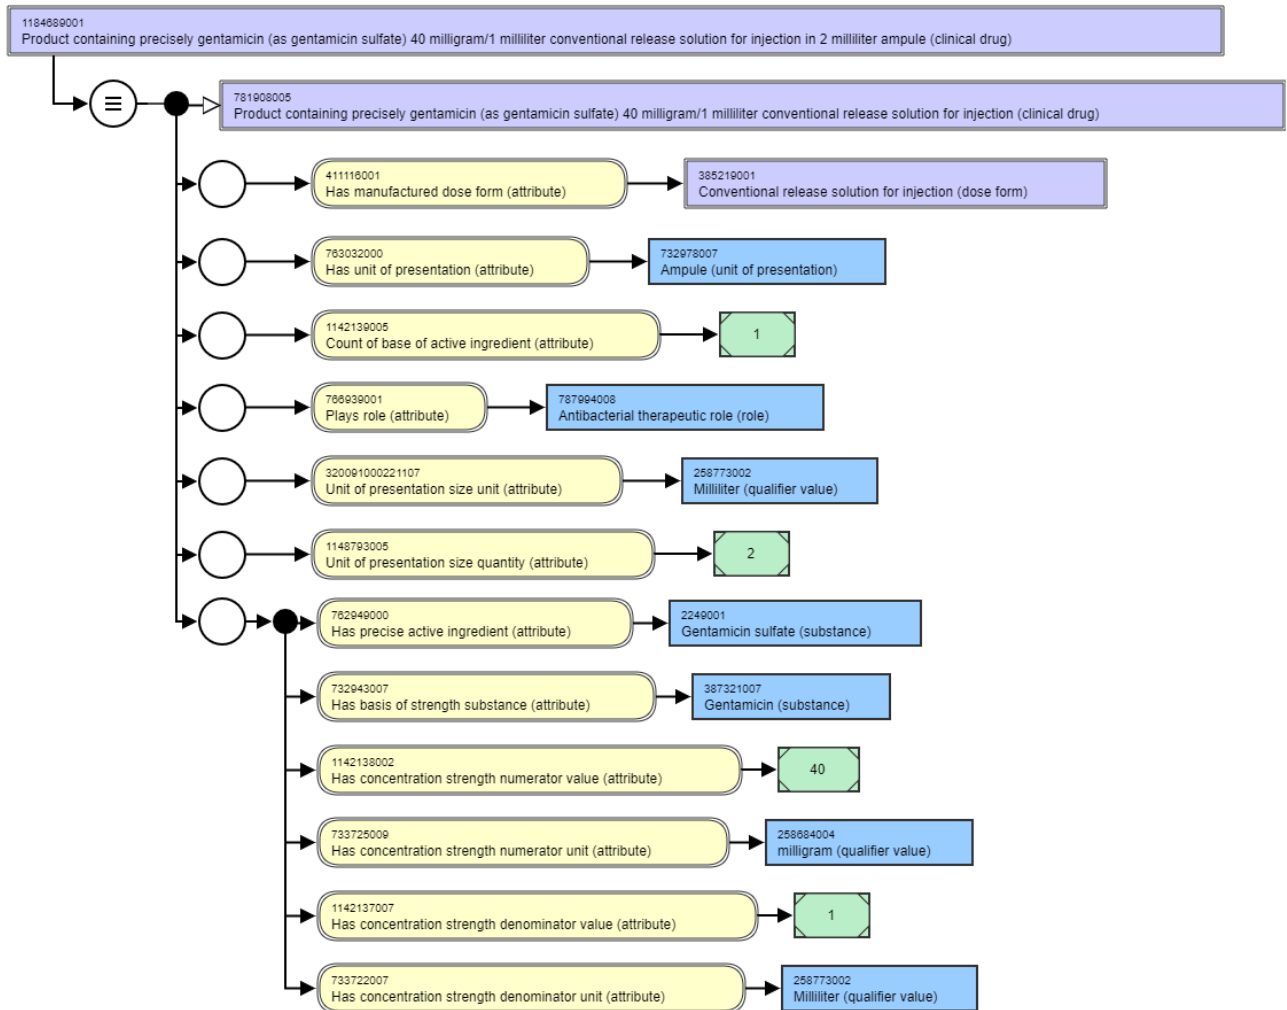 1184689001
Product containing precisely gentamicin (as gentamicin sulfate) 40 milligram/1 milliliter conventional release solution for injection in 2 milliliter ampule (clinical drug)
781908005
Product containing precisely gentamicin (as gentamicin sulfate) 40 milligram/1 milliliter conventional release solution for injection (clinical drug)
411116001
Has manufactured dose form (attribute)
385219001
Conventional release solution for injection (dose form)
763032000
Has unit of presentation (attribute)
732978007
Ampule (unit of presentation)
1142139005
Count of base of active ingredient (attribute)
1
766939001
Plays role (attribute)
787994008
Antibacterial therapeutic role (role)
320091000221107
Unit of presentation size unit (attribute)
258773002
Milliliter (qualifier value)
1148793005
Unit of presentation size quantity (attribute)
2
762949000
Has precise active ingredient (attribute)
2249001
Gentamicin sulfate (substance)
732943007
Has basis of strength substance (attribute)
387321007
Gentamicin (substance)
1142138002
Has concentration strength numerator value (attribute)
40
733725009
Has concentration strength numerator unit (attribute)
258684004
milligram (qualifier value)
1142137007
Has concentration strength denominator value (attribute)
1
733722007
Has concentration strength denominator unit (attribute)
258773002
Milliliter (qualifier value)